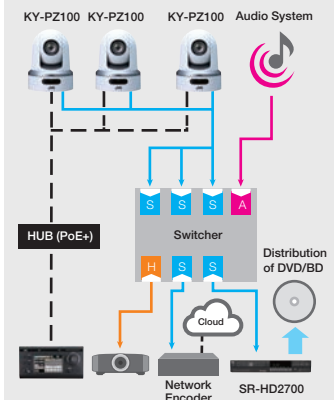 KY-PZ100 KY-PZ100 KY-PZ100 Audio System
S S S A
Switcher
HUB (PoE+)
H S S
Distribution
of DVD/BD
Cloud
Network
Encoder
SR-HD2700